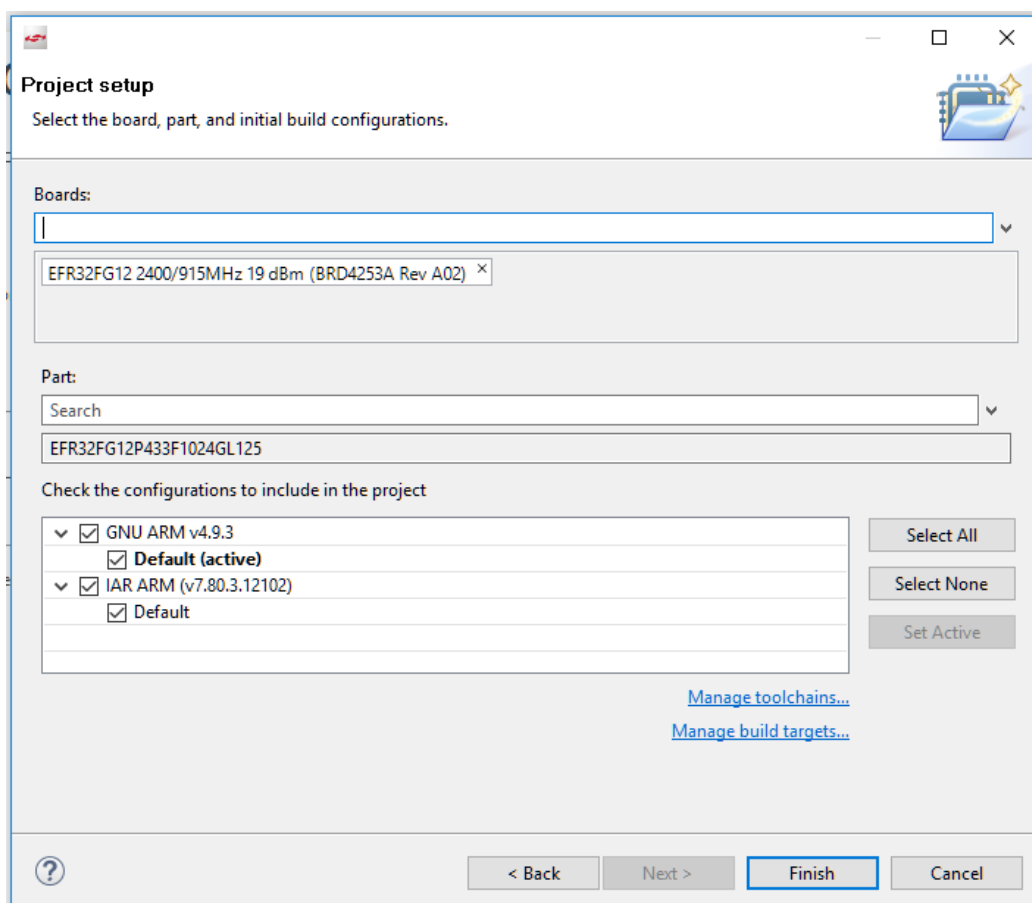 Project setup
Select the board, part, and initial build configurations.
Boards:
EFR32FG12 2400/915MHz 19 dBm (BRD4253A Rev A02) ×
Part:
Search
EFR32FG12P433F1024GL125
Check the configurations to include in the project
GNU ARM v4.9.3
Default (active)
IAR ARM (v7.80.3.12102)
Default
Select All
Select None
Set Active
Manage toolchains...
Manage build targets...
< Back
Next >
Finish
Cancel